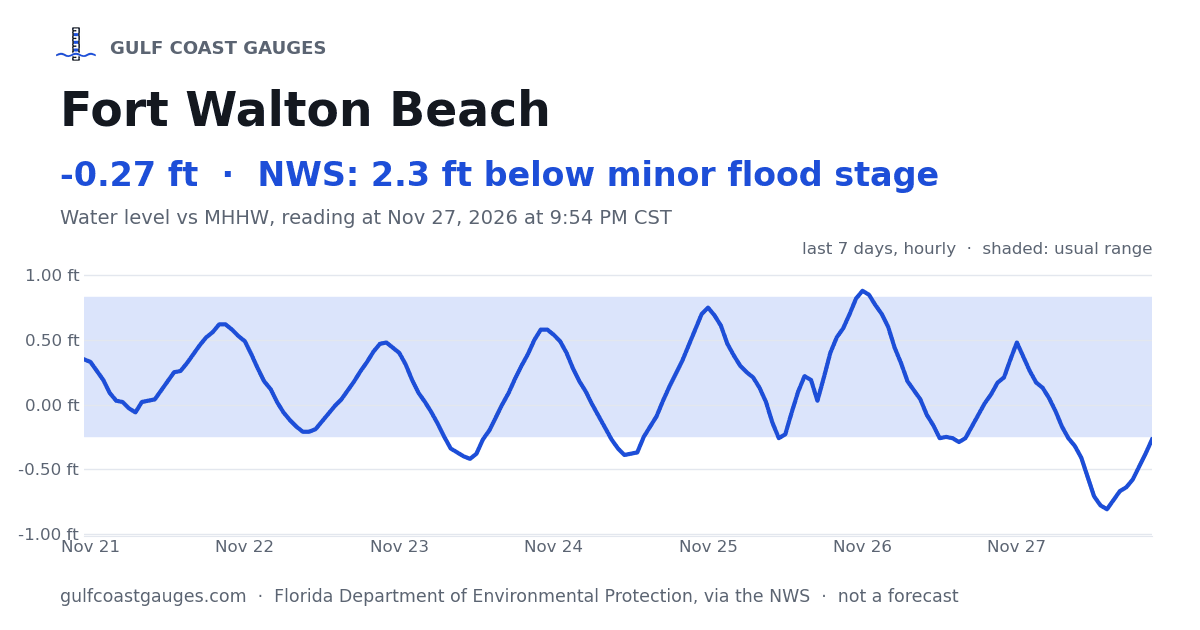 GULF COAST GAUGES
Fort Walton Beach
-0.27 ft · NWS: 2.3 ft below minor flood stage
Water level vs MHHW, reading at Nov 27, 2026 at 9:54 PM CST
last 7 days, hourly · shaded: usual range
1.00 ft
0.50 ft
0.00 ft
-0.50 ft
-1.00 ft
Nov 21 Nov 22 Nov 23 Nov 24 Nov 25 Nov 26 Nov 27
gulfcoastgauges.com · Florida Department of Environmental Protection, via the NWS · not a forecast